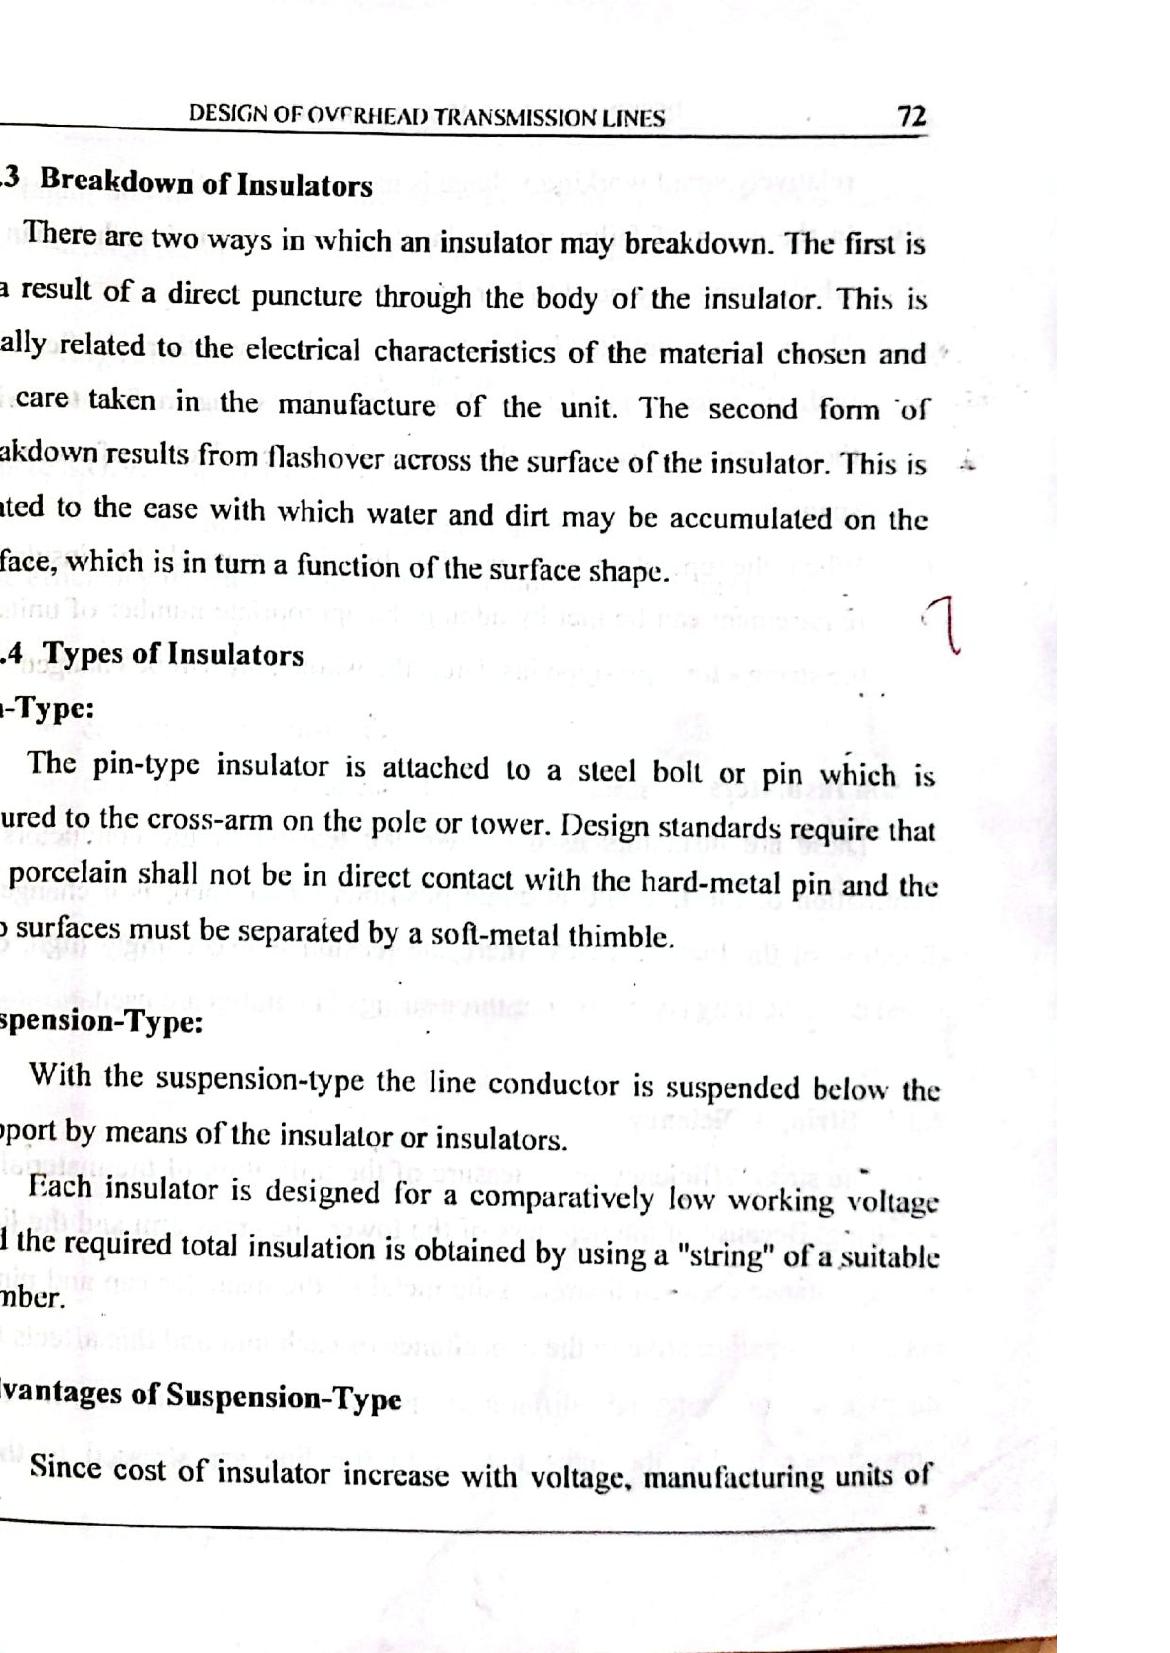 DESIGN OF OVERHEAD TRANSMISSION LINES 72
.3 Breakdown of Insulators
There are two ways in which an insulator may breakdown. The first is
a result of a direct puncture through the body of the insulator. This is
ally related to the electrical characteristics of the material chosen and
care taken in the manufacture of the unit. The second form of
akdown results from flashover across the surface of the insulator. This is
ated to the ease with which water and dirt may be accumulated on the
face, which is in turn a function of the surface shape.
.4 Types of Insulators
n-Type:
The pin-type insulator is attached to a steel bolt or pin which is
ured to the cross-arm on the pole or tower. Design standards require that
porcelain shall not be in direct contact with the hard-metal pin and the
o surfaces must be separated by a soft-metal thimble.
spension-Type:
With the suspension-type the line conductor is suspended below the
pport by means of the insulator or insulators.
Each insulator is designed for a comparatively low working voltage
d the required total insulation is obtained by using a "string" of a suitable
mber.
lvantages of Suspension-Type
Since cost of insulator increase with voltage, manufacturing units of